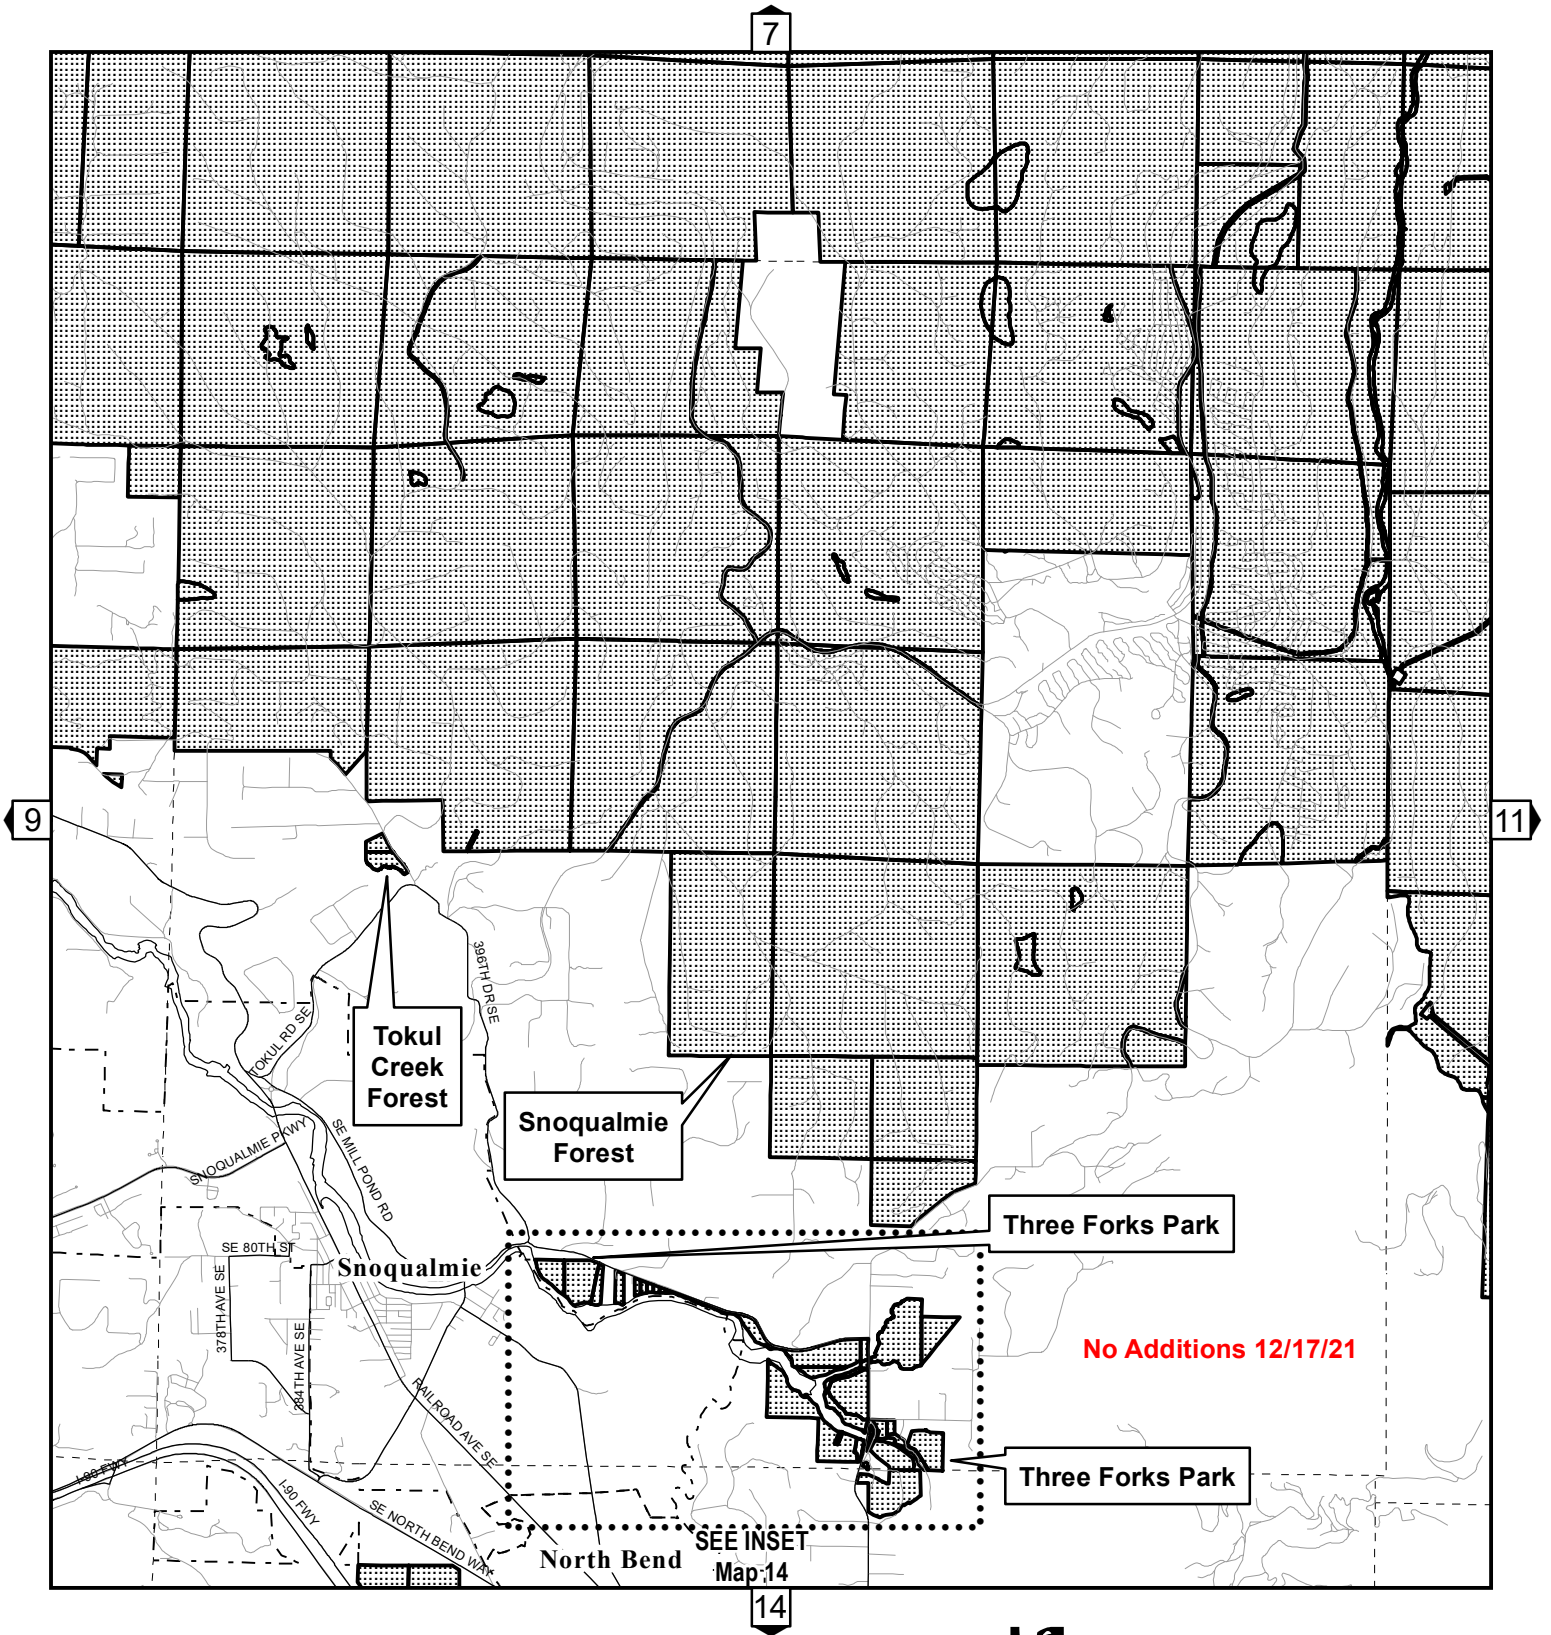 7
9
11
396TH DR SE
TOKUL RD SE
Tokul
Creek
Forest
Snoqualmie
Forest
SNOQUALMIE PKWY
SE MILL POND RD
Three Forks Park
SE 80TH ST
Snoqualmie
378TH AVE SE
384TH AVE SE
No Additions 12/17/21
RAILROAD AVE SE
Three Forks Park
I-90 FWY
I-90 FWY
SE NORTH BEND WAY
SEE INSET
Map 14
North Bend
14